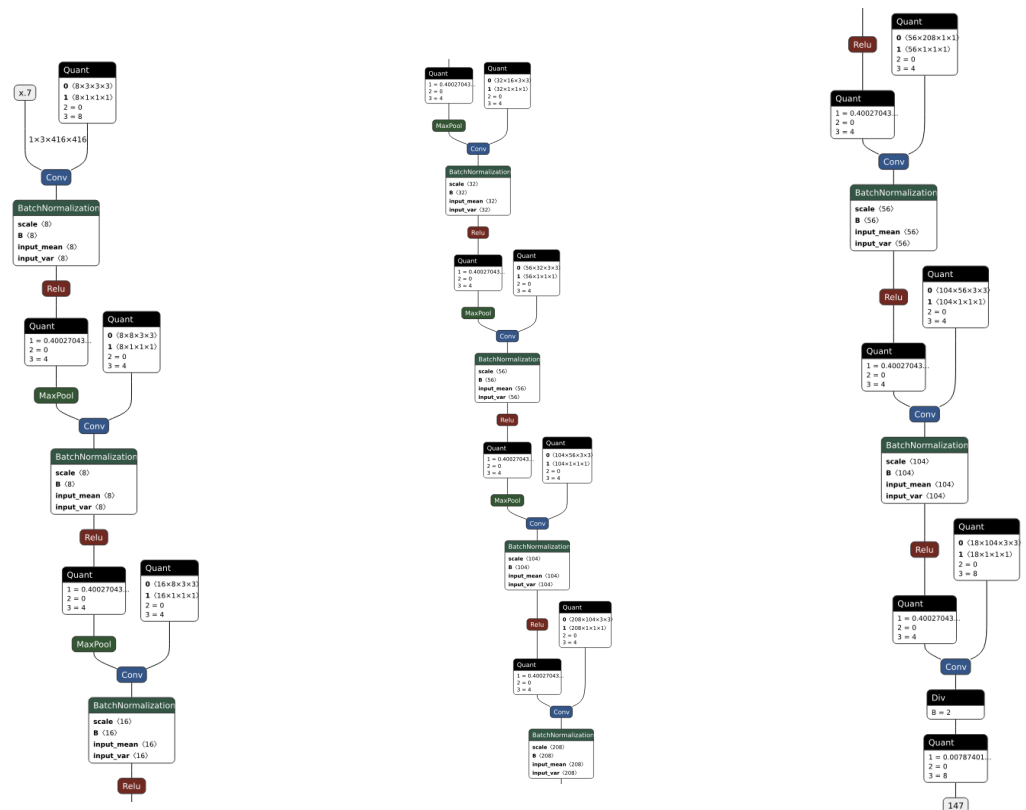 x.7
Quant
0 ⟨8×3×3×3⟩
1 ⟨8×1×1×1⟩
2 = 0
3 = 8
1×3×416×416
Conv
BatchNormalization
scale ⟨8⟩
B ⟨8⟩
input_mean ⟨8⟩
input_var ⟨8⟩
Relu
Quant
1 = 0.40027043...
2 = 0
3 = 4
Quant
0 ⟨8×8×3×3⟩
1 ⟨8×1×1×1⟩
2 = 0
3 = 4
MaxPool
Conv
BatchNormalization
scale ⟨8⟩
B ⟨8⟩
input_mean ⟨8⟩
input_var ⟨8⟩
Relu
Quant
1 = 0.40027043...
2 = 0
3 = 4
Quant
0 ⟨16×8×3×3⟩
1 ⟨16×1×1×1⟩
2 = 0
3 = 4
MaxPool
Conv
BatchNormalization
scale ⟨16⟩
B ⟨16⟩
input_mean ⟨16⟩
input_var ⟨16⟩
Relu
Quant
1 = 0.40027043...
2 = 0
3 = 4
Quant
0 ⟨32×16×3×3⟩
1 ⟨32×1×1×1⟩
2 = 0
3 = 4
MaxPool
Conv
BatchNormalization
scale ⟨32⟩
B ⟨32⟩
input_mean ⟨32⟩
input_var ⟨32⟩
Relu
Quant
1 = 0.40027043...
2 = 0
3 = 4
Quant
0 ⟨56×32×3×3⟩
1 ⟨56×1×1×1⟩
2 = 0
3 = 4
MaxPool
Conv
BatchNormalization
scale ⟨56⟩
B ⟨56⟩
input_mean ⟨56⟩
input_var ⟨56⟩
Relu
Quant
1 = 0.40027043...
2 = 0
3 = 4
Quant
0 ⟨104×56×3×3⟩
1 ⟨104×1×1×1⟩
2 = 0
3 = 4
MaxPool
Conv
BatchNormalization
scale ⟨104⟩
B ⟨104⟩
input_mean ⟨104⟩
input_var ⟨104⟩
Relu
Quant
1 = 0.40027043...
2 = 0
3 = 4
Quant
0 ⟨208×104×3×3⟩
1 ⟨208×1×1×1⟩
2 = 0
3 = 4
Conv
BatchNormalization
scale ⟨208⟩
B ⟨208⟩
input_mean ⟨208⟩
input_var ⟨208⟩
Relu
Quant
0 ⟨56×208×1×1⟩
1 ⟨56×1×1×1⟩
2 = 0
3 = 4
Quant
1 = 0.40027043...
2 = 0
3 = 4
Conv
BatchNormalization
scale ⟨56⟩
B ⟨56⟩
input_mean ⟨56⟩
input_var ⟨56⟩
Relu
Quant
0 ⟨104×56×3×3⟩
1 ⟨104×1×1×1⟩
2 = 0
3 = 4
Quant
1 = 0.40027043...
2 = 0
3 = 4
Conv
BatchNormalization
scale ⟨104⟩
B ⟨104⟩
input_mean ⟨104⟩
input_var ⟨104⟩
Relu
Quant
0 ⟨18×104×3×3⟩
1 ⟨18×1×1×1⟩
2 = 0
3 = 8
Quant
1 = 0.40027043...
2 = 0
3 = 4
Conv
Div
B = 2
Quant
1 = 0.00787401...
2 = 0
3 = 8
147